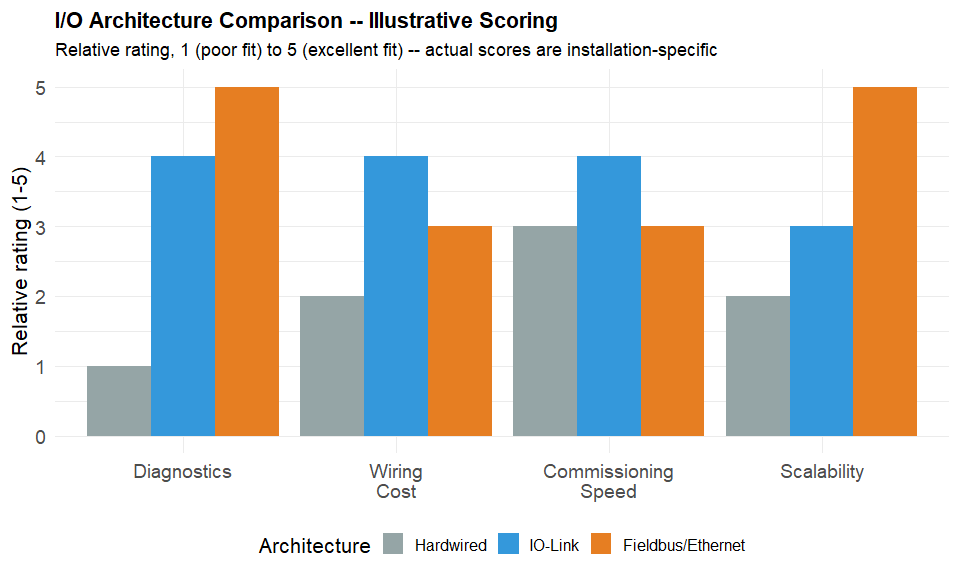 I/O Architecture Comparison -- Illustrative Scoring
Relative rating, 1 (poor fit) to 5 (excellent fit) -- actual scores are installation-specific
Relative rating (1-5)
5
4
3
2
1
0
Diagnostics
Wiring
Cost
Commissioning
Speed
Scalability
Architecture
Hardwired
IO-Link
Fieldbus/Ethernet